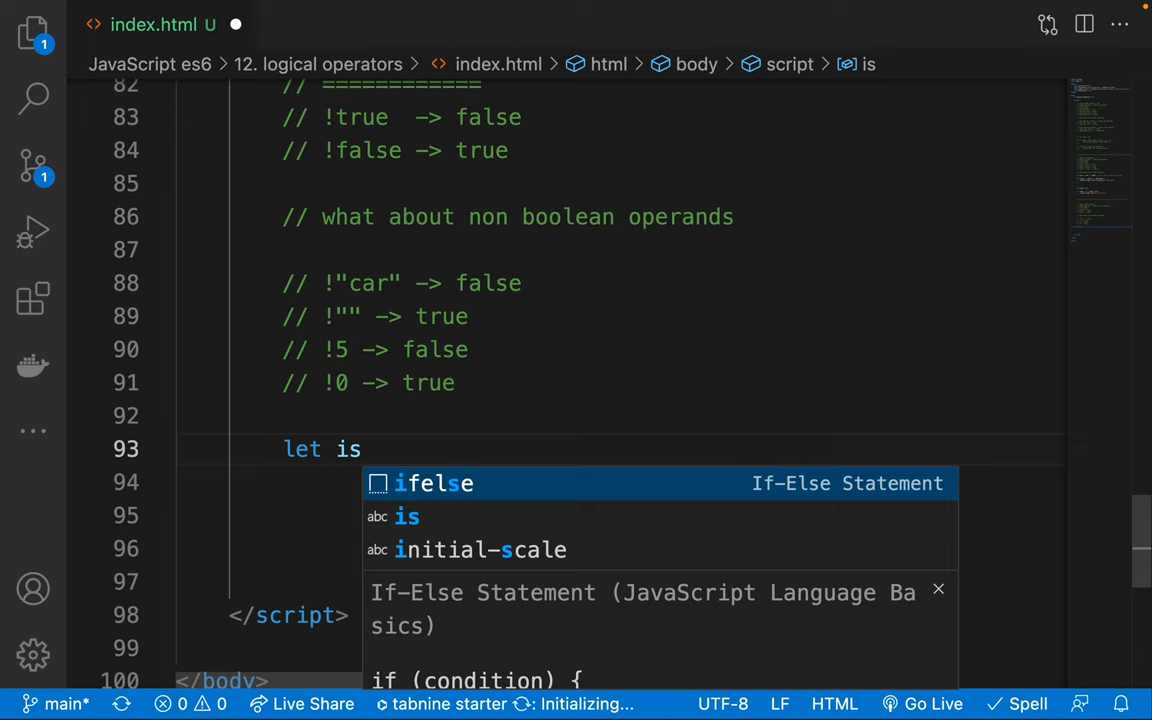 index.html U
JavaScript es6 > 12. logical operators > index.html > html > body > script > is
82 // ============
83 // !true -> false
84 // !false -> true
85
86 // what about non boolean operands
87
88 // !"car" -> false
89 // !"" -> true
90 // !5 -> false
91 // !0 -> true
92
93 let is
94 ifelse If-Else Statement
95 abc is
96 abc initial-scale
97 If-Else Statement (JavaScript Language Ba
98 </script> sics)
99
100 </body> if (condition) {
1
1
main* 0 0 Live Share tabnine starter : Initializing... UTF-8 LF HTML Go Live Spell